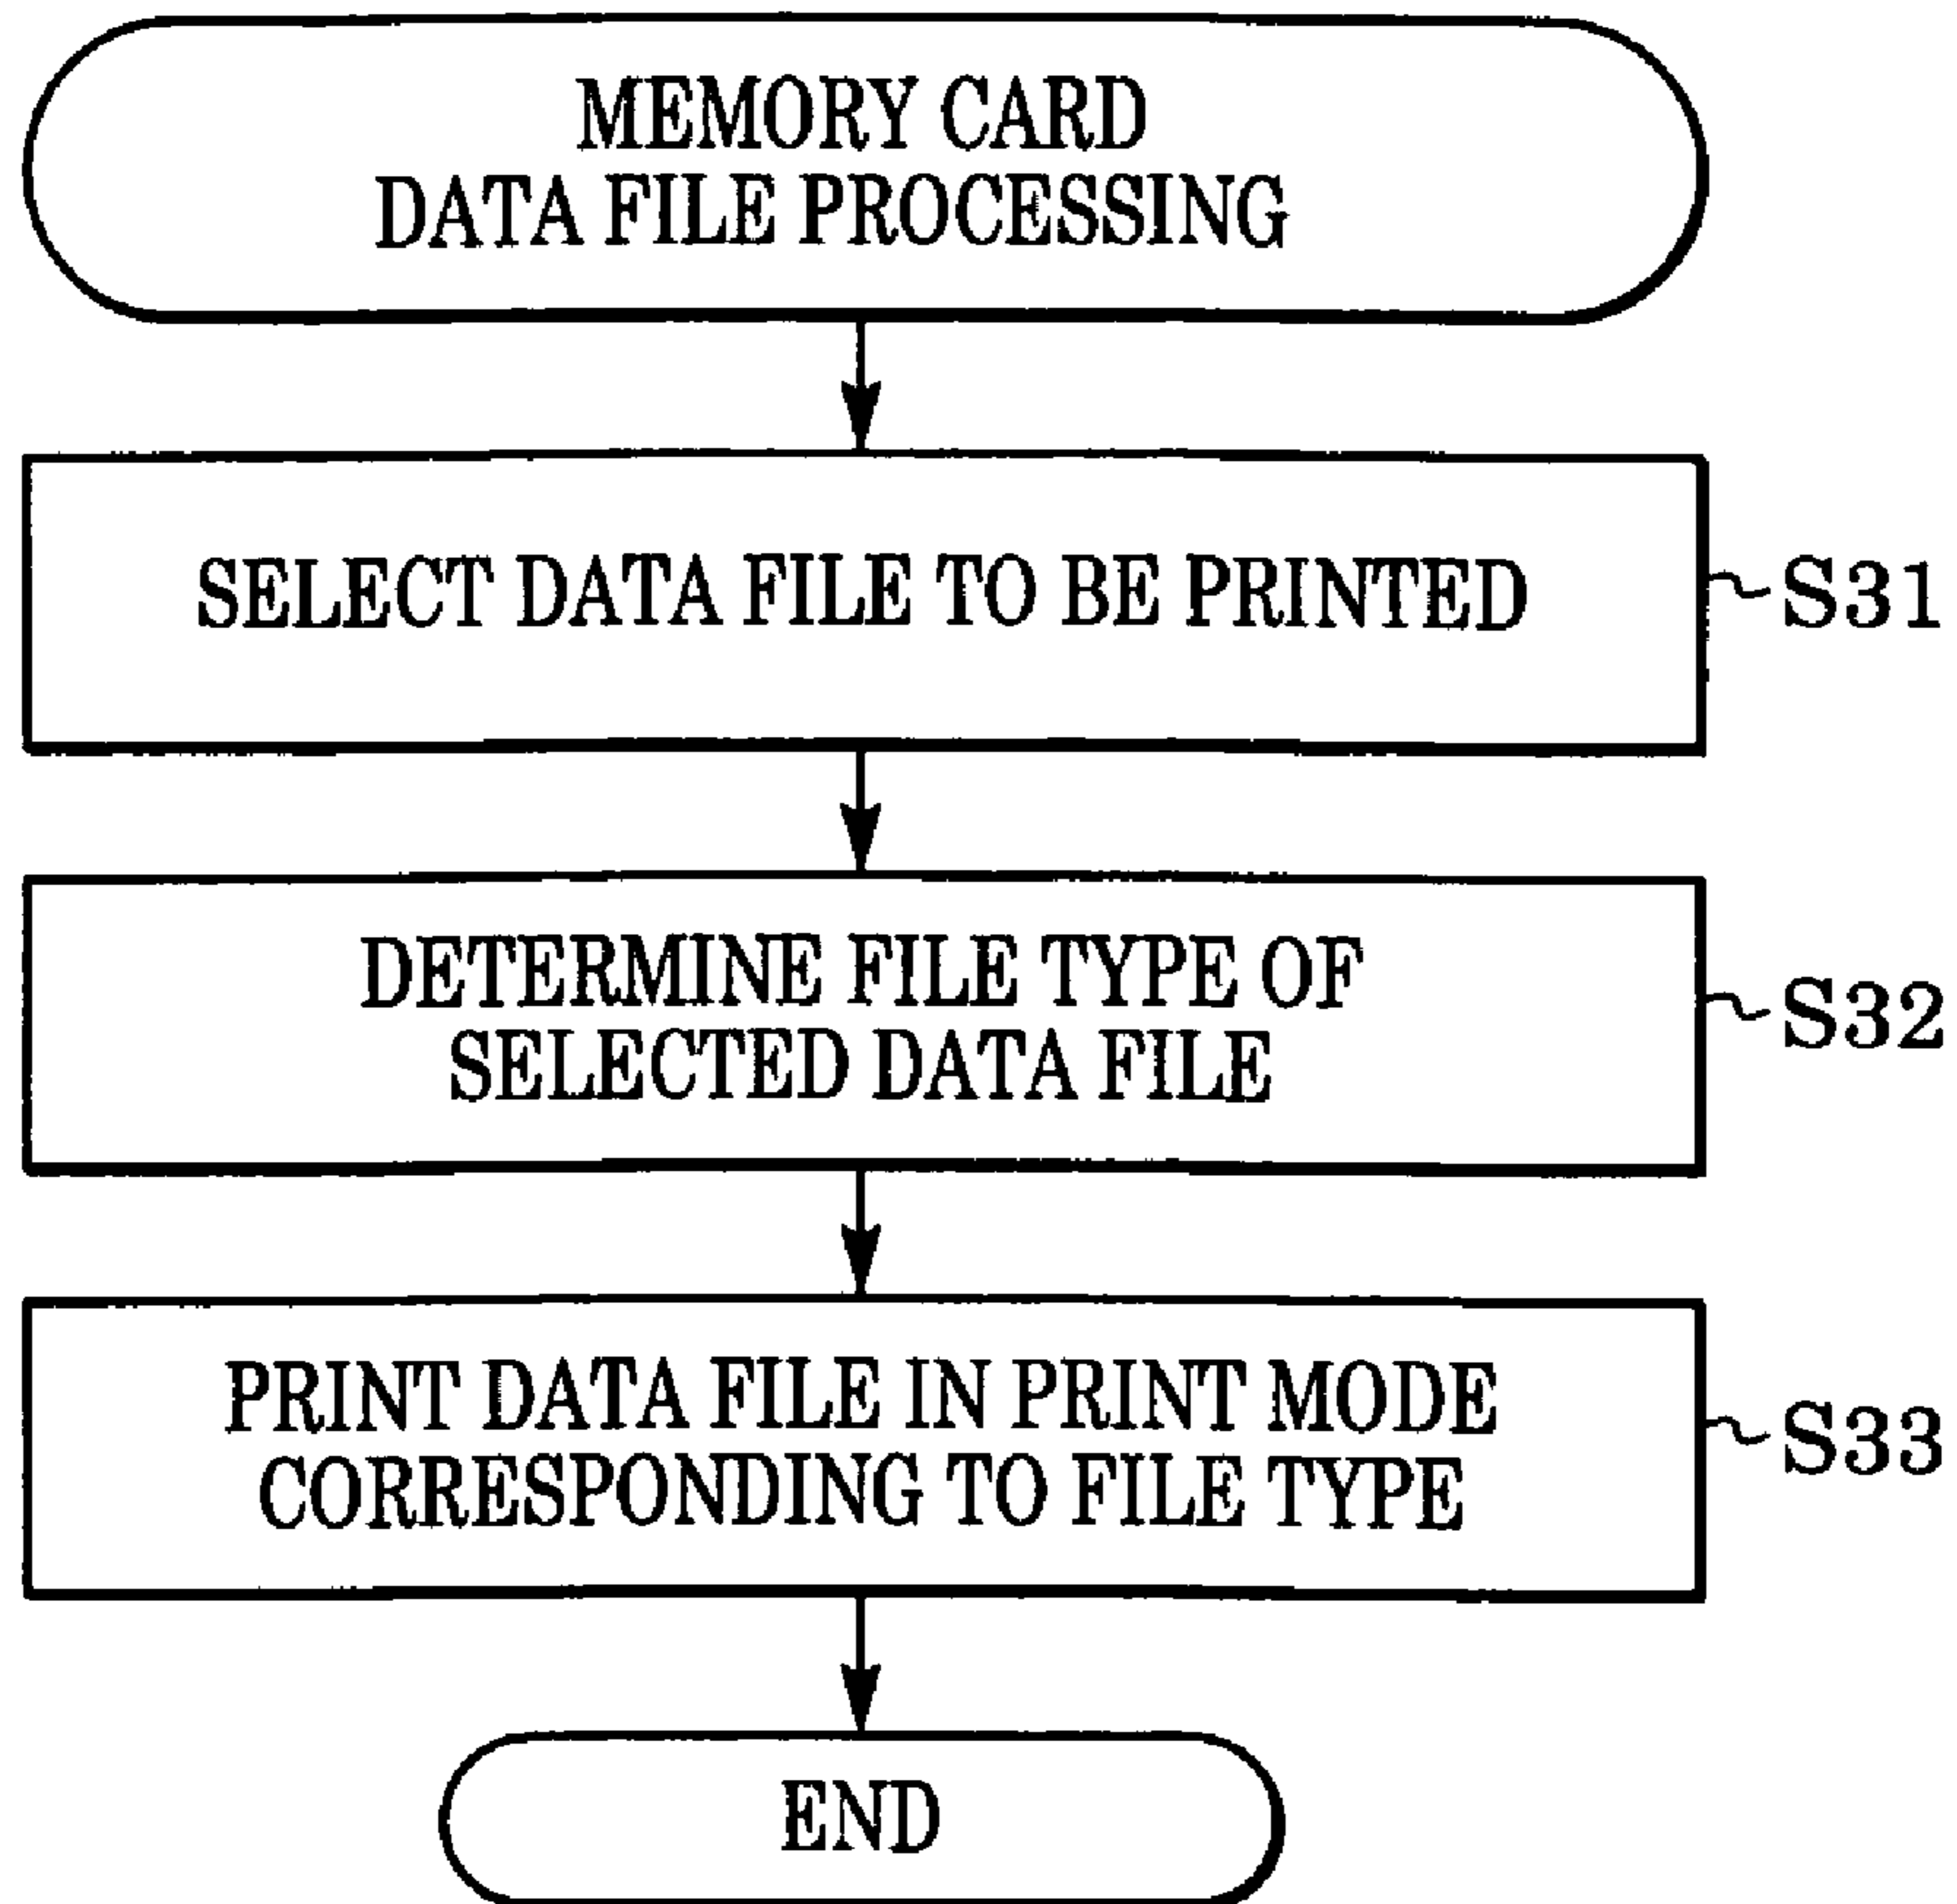 MEMORY CARD
DATA FILE PROCESSING
SELECT DATA FILE TO BE PRINTED
S31
DETERMINE FILE TYPE OF
SELECTED DATA FILE
S32
PRINT DATA FILE IN PRINT MODE
CORRESPONDING TO FILE TYPE
S33
END